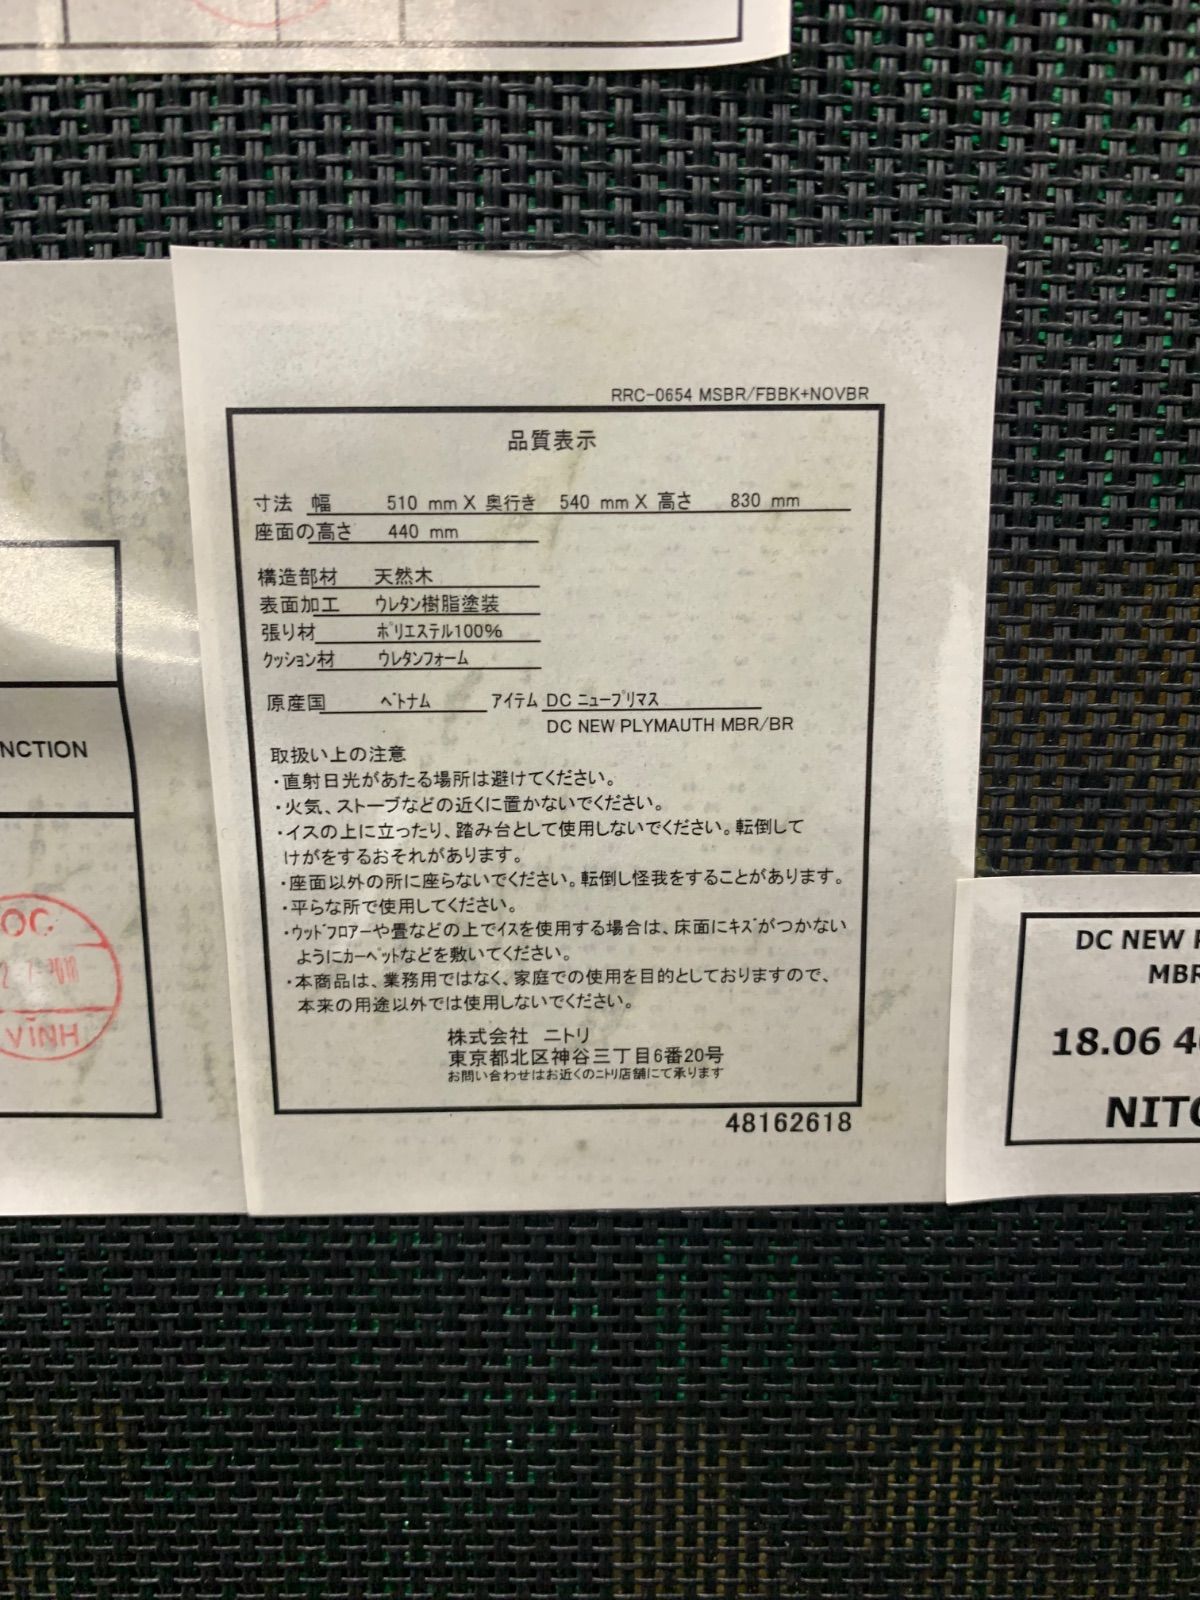 RRC-0654 MSBR/FBBK+NOVBR
品質表示
寸法 幅 510 mm X 奥行き 540 mm X 高さ 830 mm
座面の高さ 440 mm
構造部材 天然木
表面加工 ウレタン樹脂塗装
張り材 ポリエステル100%
クッション材 ウレタンフォーム
原産国 ベトナム アイテム DC ニュープリマス
DC NEW PLYMAUTH MBR/BR
取扱い上の注意
・直射日光があたる場所は避けてください。
・火気、ストーブなどの近くに置かないでください。
・イスの上に立ったり、踏み台として使用しないでください。転倒して
けがをするおそれがあります。
・座面以外の所に座らないでください。転倒し怪我をすることがあります。
・平らな所で使用してください。
・ウッドフロアーや畳などの上でイスを使用する場合は、床面にキズがつかない
ようにカーペットなどを敷いてください。
・本商品は、業務用ではなく、家庭での使用を目的としておりますので、
本来の用途以外では使用しないでください。
株式会社 ニトリ
東京都北区神谷三丁目6番20号
お問い合わせはお近くのニトリ店舗にて承ります
48162618
NCTION
OC
VĨNH
DC NEW P
MBR
18.06 4
NITO